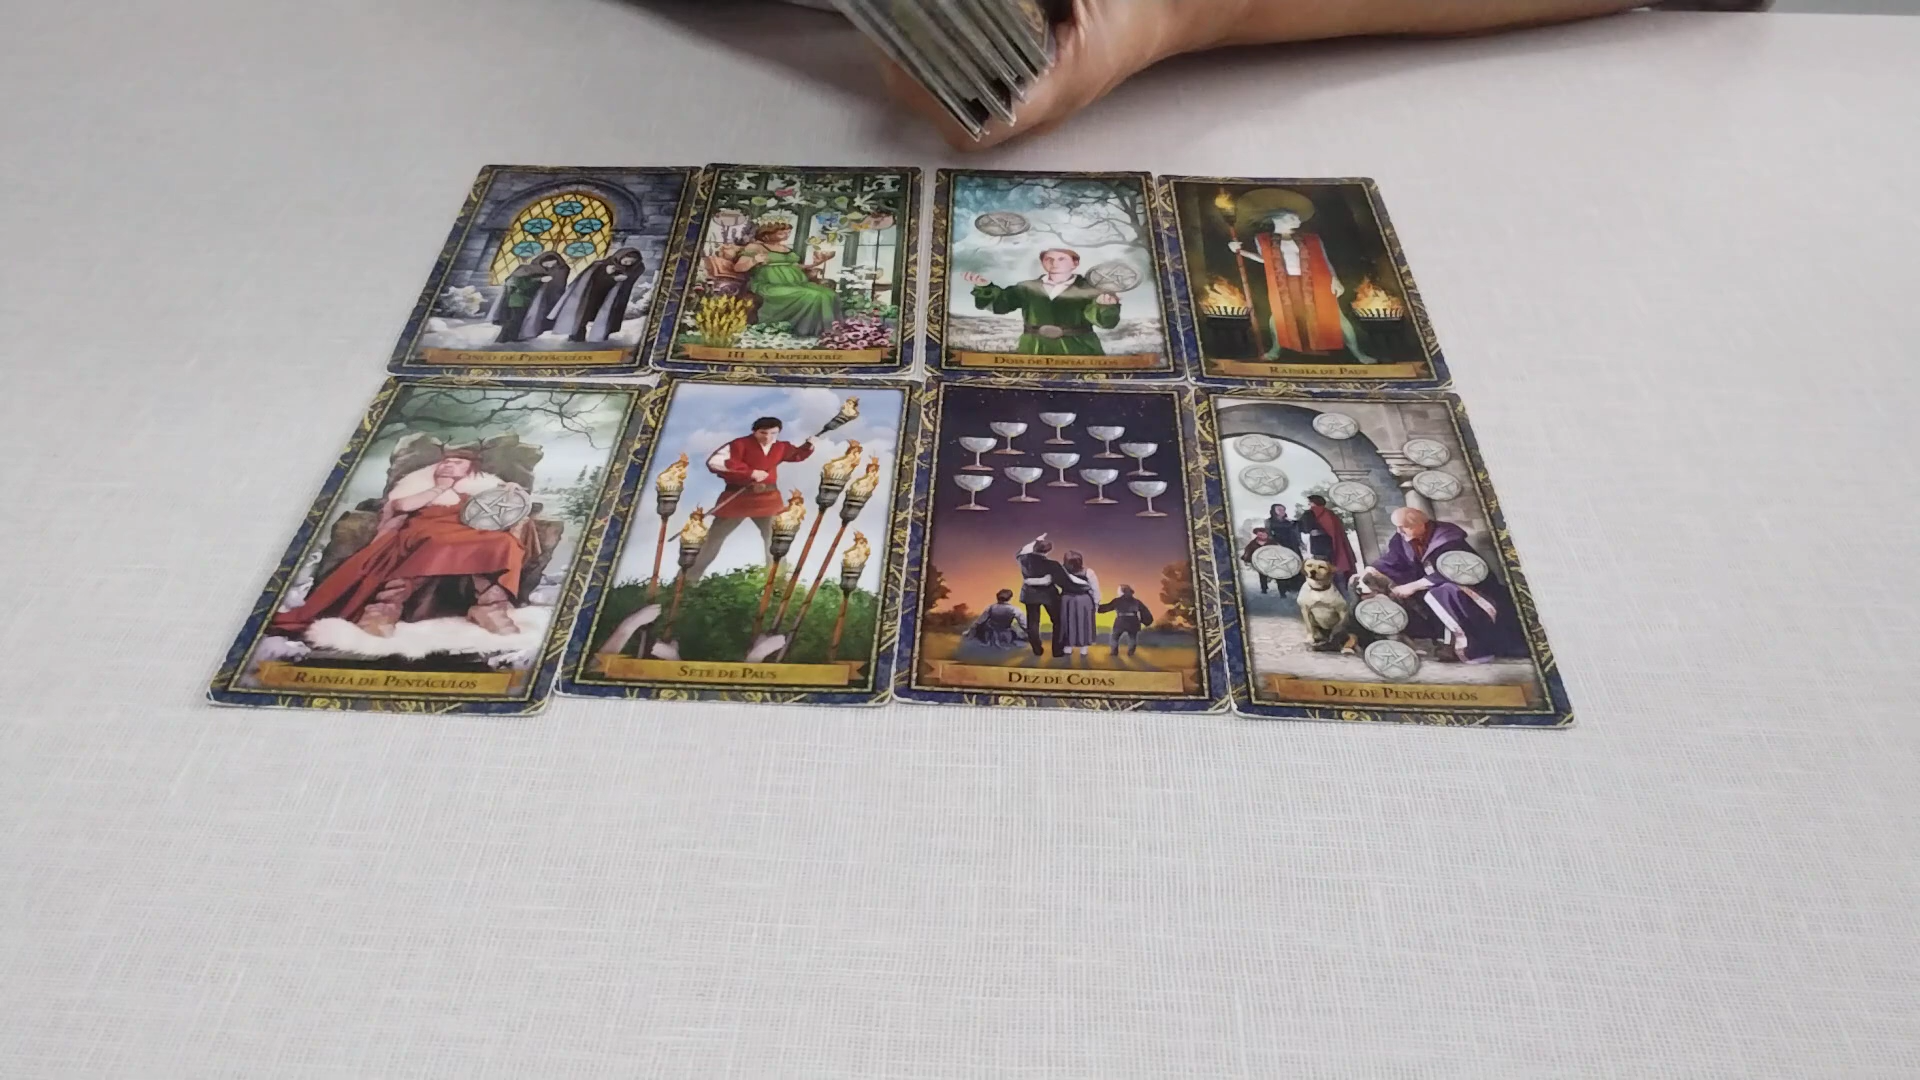 Cinco de Pentáculos
III - A Imperatriz
Dois de Pentáculos
Rainha de Paus
Rainha de Pentáculos
Sete de Paus
Dez de Copas
Dez de Pentáculos